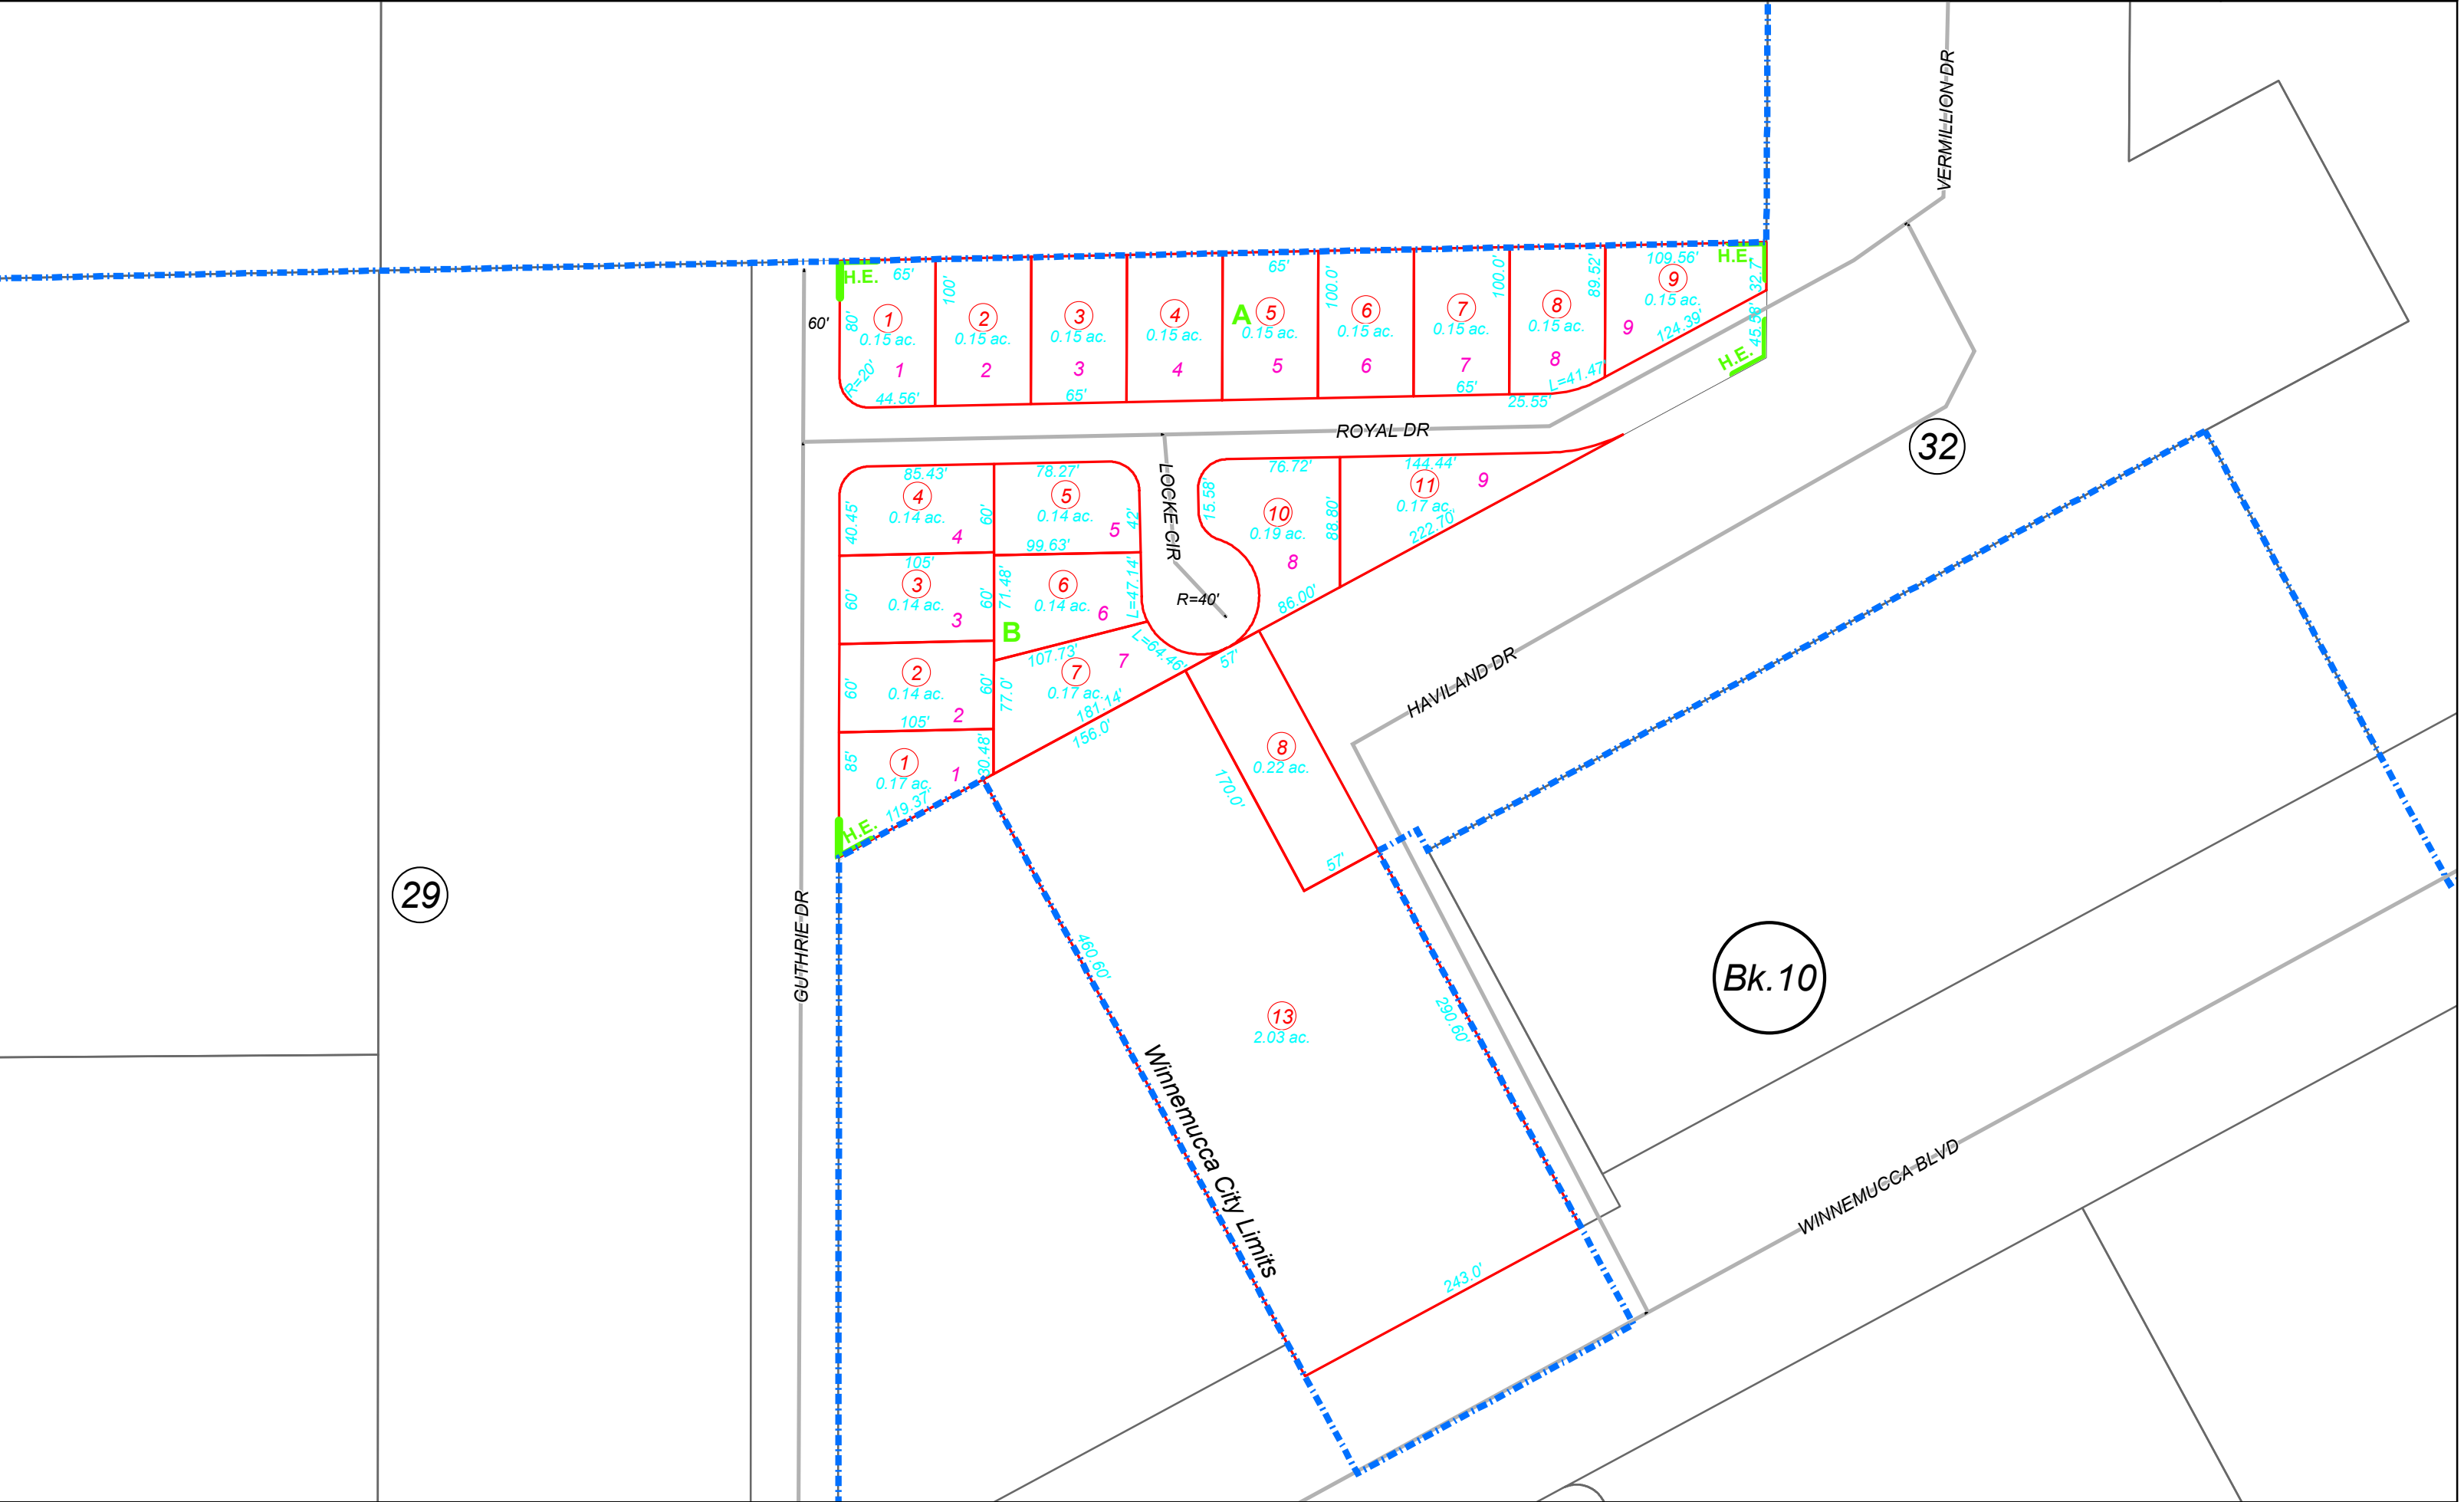 VERMILLION DR
H.E.
65'
65'
109.56'
H.E.
60'
80'
1
0.15 ac.
1
R=20'
44.56'
100'
2
0.15 ac.
2
3
0.15 ac.
3
65'
4
0.15 ac.
4
A
5
0.15 ac.
5
100.0'
6
0.15 ac.
6
7
0.15 ac.
7
65'
100.0'
8
0.15 ac.
8
25.55'
L=41.47'
89.52'
9
0.15 ac.
9
124.39'
32.7'
45.58'
H.E.
ROYAL DR
32
85.43'
4
0.14 ac.
4
40.45'
60'
78.27'
5
0.14 ac.
5
42'
99.63'
LOCKE CIR
15.58'
76.72'
10
0.19 ac.
8
88.80'
86.00'
144.44'
11
0.17 ac.
9
222.70'
105'
3
0.14 ac.
3
60'
60'
71.48'
6
0.14 ac.
6
L=47.14'
R=40'
B
2
0.14 ac.
2
60'
60'
105'
77.0'
107.73'
7
0.17 ac.
7
L=64.46'
181.14'
156.0'
57'
1
0.17 ac.
1
85'
30.48'
119.37'
H.E.
8
0.22 ac.
170.0'
57'
HAVILAND DR
29
GUTHRIE DR
460.60'
13
2.03 ac.
290.60'
243.0'
Bk.10
Winnemucca City Limits
WINNEMUCCA BLVD